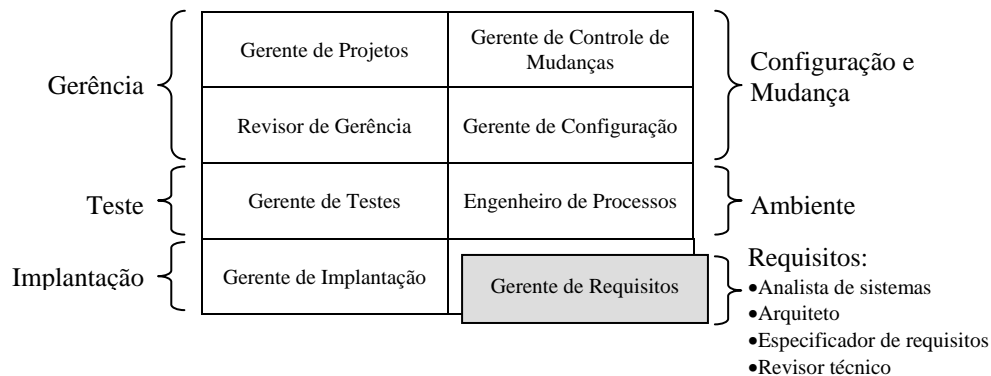 Gerência
Gerente de Projetos
Gerente de Controle de
Mudanças
Configuração e
Mudança
Revisor de Gerência
Gerente de Configuração
Teste
Gerente de Testes
Engenheiro de Processos
Ambiente
Implantação
Gerente de Implantação
Gerente de Requisitos
Requisitos:
•Analista de sistemas
•Arquiteto
•Especificador de requisitos
•Revisor técnico